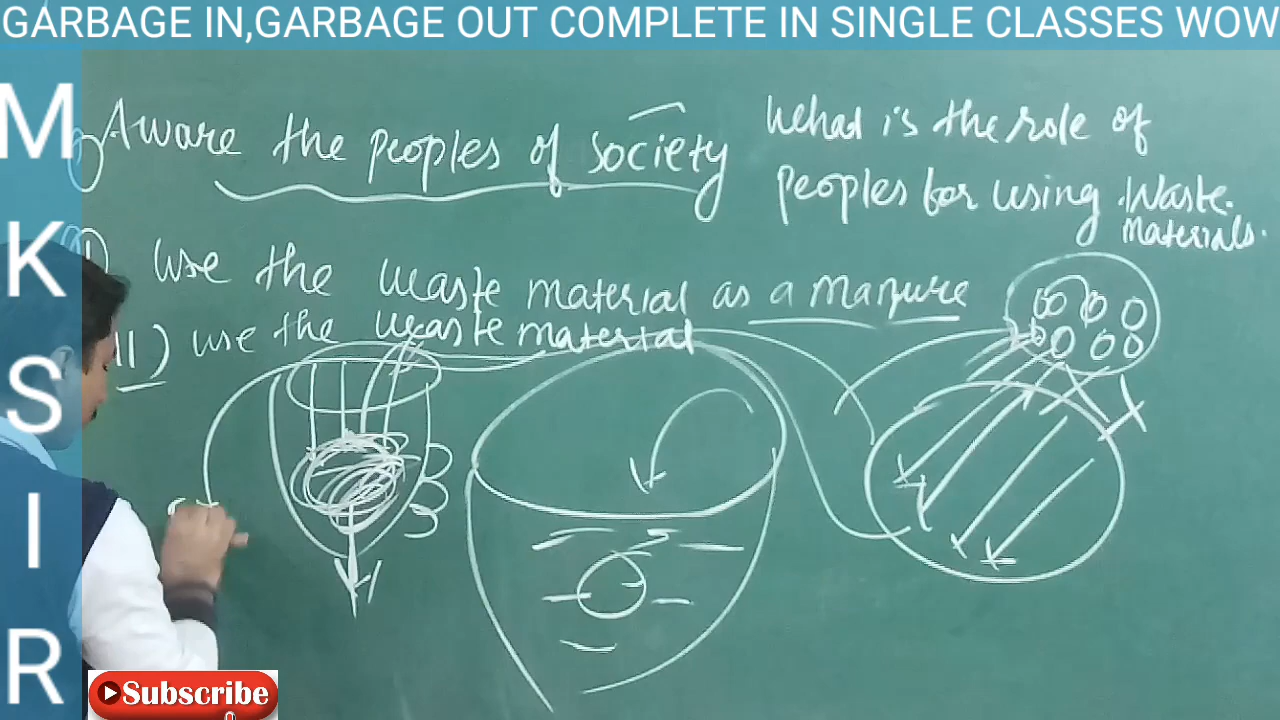 GARBAGE IN,GARBAGE OUT COMPLETE IN SINGLE CLASSES WOW
M
K
S
I
R
Aware the peoples of society
What is the role of
peoples for using waste
materials.
use the waste material as a manure
II) use the waste material
Subscribe